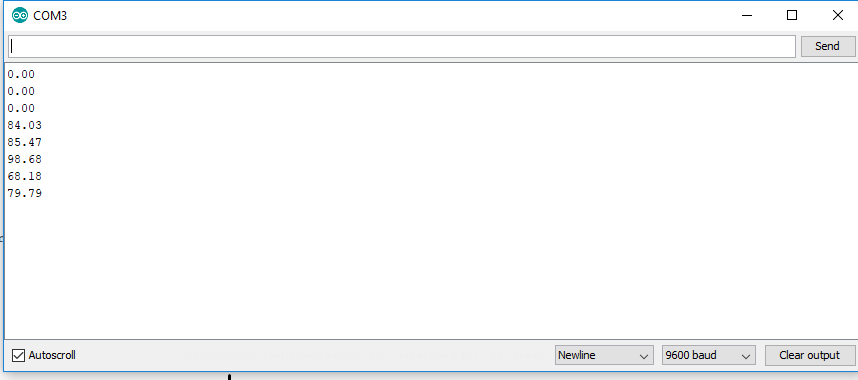 COM3
Send
0.00
0.00
0.00
84.03
85.47
98.68
68.18
79.79
Autoscroll
Newline
9600 baud
Clear output